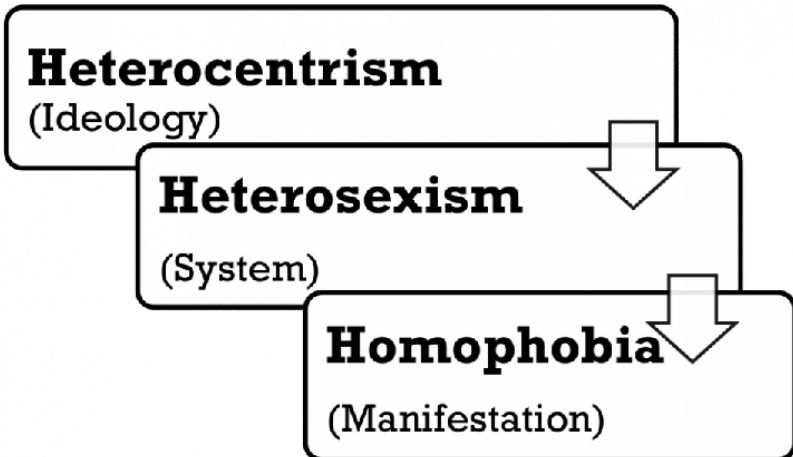 Heterocentrism
(Ideology)
Heterosexism
(System)
Homophobia
(Manifestation)